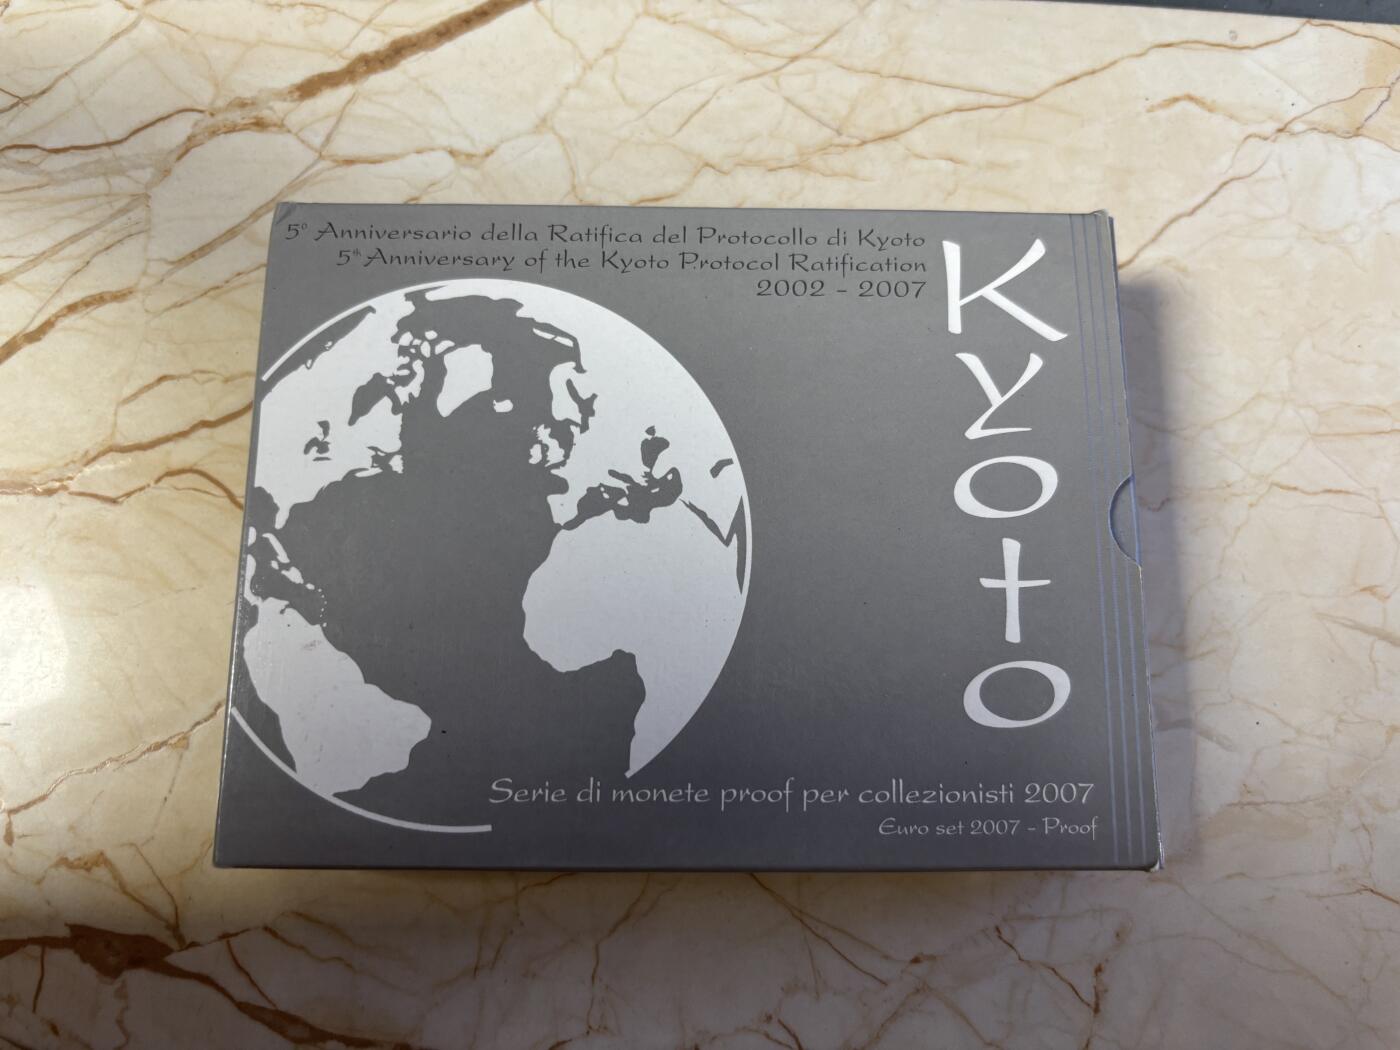 5° Anniversario della Ratifica del Protocollo di Kyoto
5th Anniversary of the Kyoto Protocol Ratification
2002 - 2007
Kyoto
Serie di monete proof per collezionisti 2007
Euro set 2007 - Proof